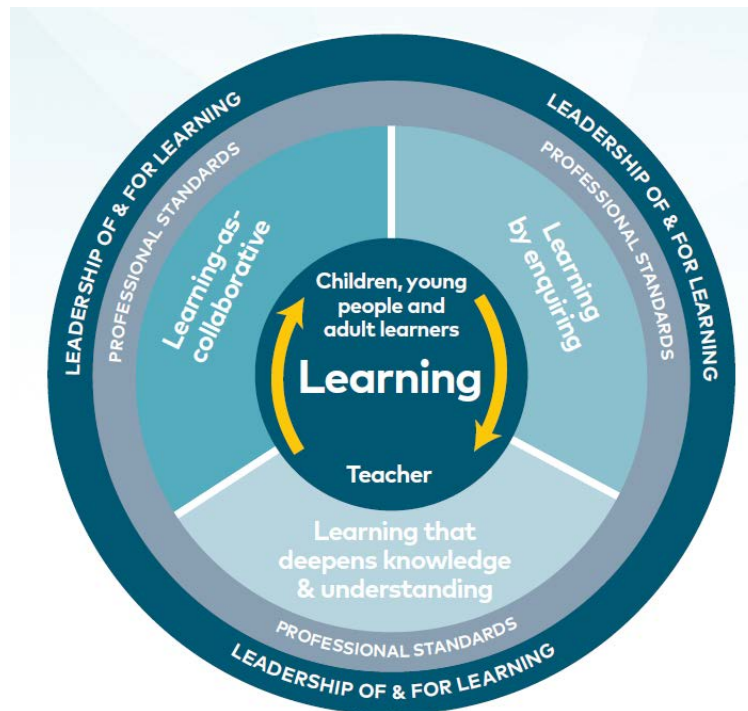 LEADERSHIP OF & FOR LEARNING
LEADERSHIP OF & FOR LEARNING
PROFESSIONAL STANDARDS
PROFESSIONAL STANDARDS
Learning-as-
collaborative
Learning
by enquiring
Children, young
people and
adult learners
Learning
Teacher
Learning that
deepens knowledge
& understanding
PROFESSIONAL STANDARDS
LEADERSHIP OF & FOR LEARNING